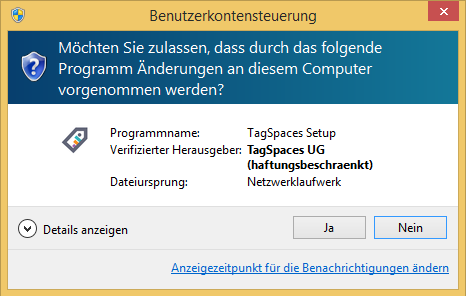 Benutzerkontensteuerung
Möchten Sie zulassen, dass durch das folgende
Programm Änderungen an diesem Computer
vorgenommen werden?
Programmname: TagSpaces Setup
Verifizierter Herausgeber: TagSpaces UG
(haftungsbeschraenkt)
Dateiursprung: Netzwerklaufwerk
Details anzeigen
Ja
Nein
Anzeigezeitpunkt für die Benachrichtigungen ändern